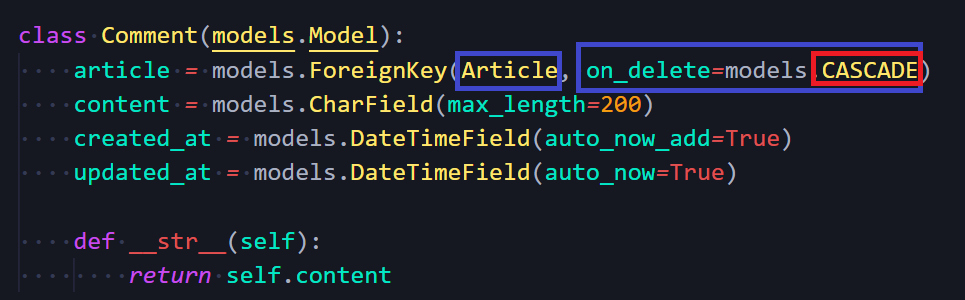 class Comment(models.Model):
    article = models.ForeignKey(Article, on_delete=models.CASCADE)
    content = models.CharField(max_length=200)
    created_at = models.DateTimeField(auto_now_add=True)
    updated_at = models.DateTimeField(auto_now=True)
    def __str__(self):
        return self.content